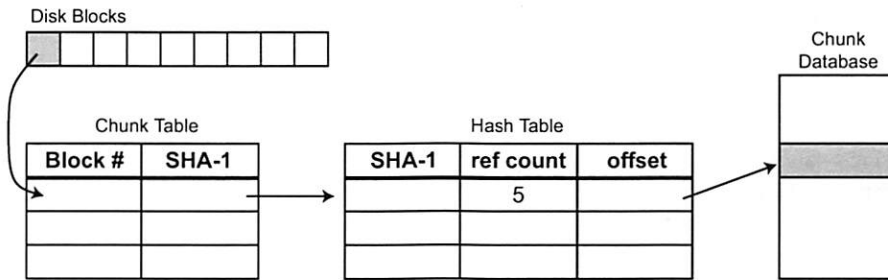 Disk Blocks
Chunk
Database
Chunk Table
Hash Table
Block # SHA-1
SHA-1 ref count offset
5